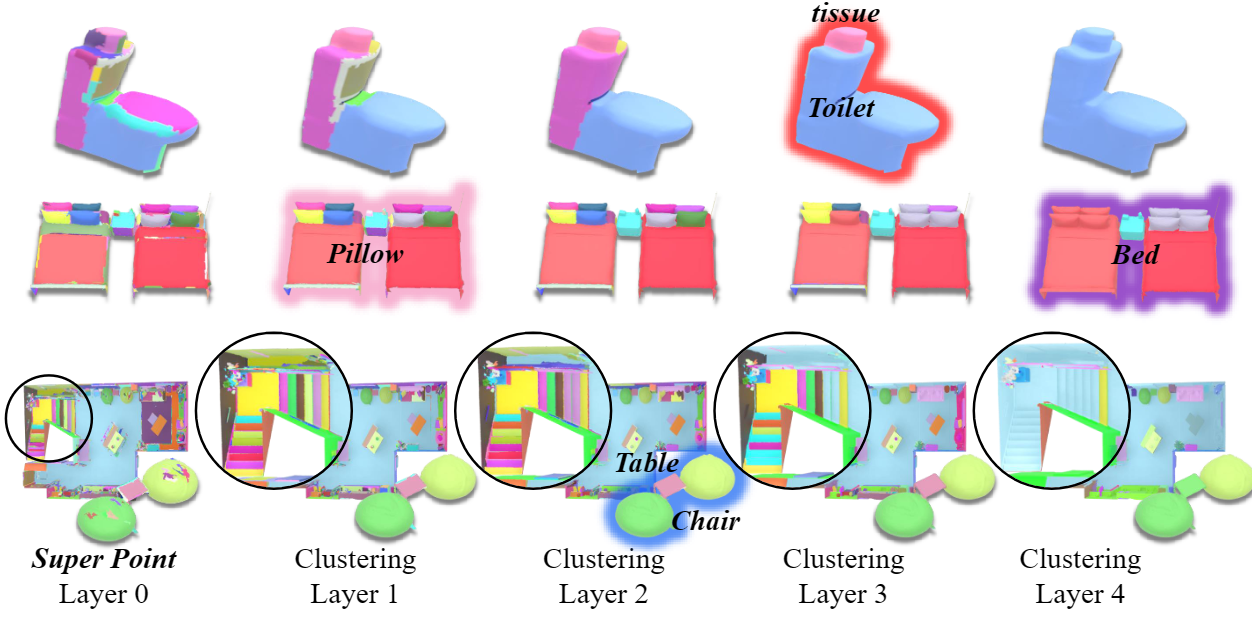 tissue
Toilet
Pillow
Bed
Table
Chair
Super Point
Layer 0
Clustering
Layer 1
Clustering
Layer 2
Clustering
Layer 3
Clustering
Layer 4